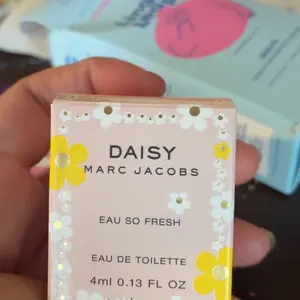 DAISY
MARC JACOBS
EAU SO FRESH
EAU DE TOILETTE
4ml 0.13 FL OZ